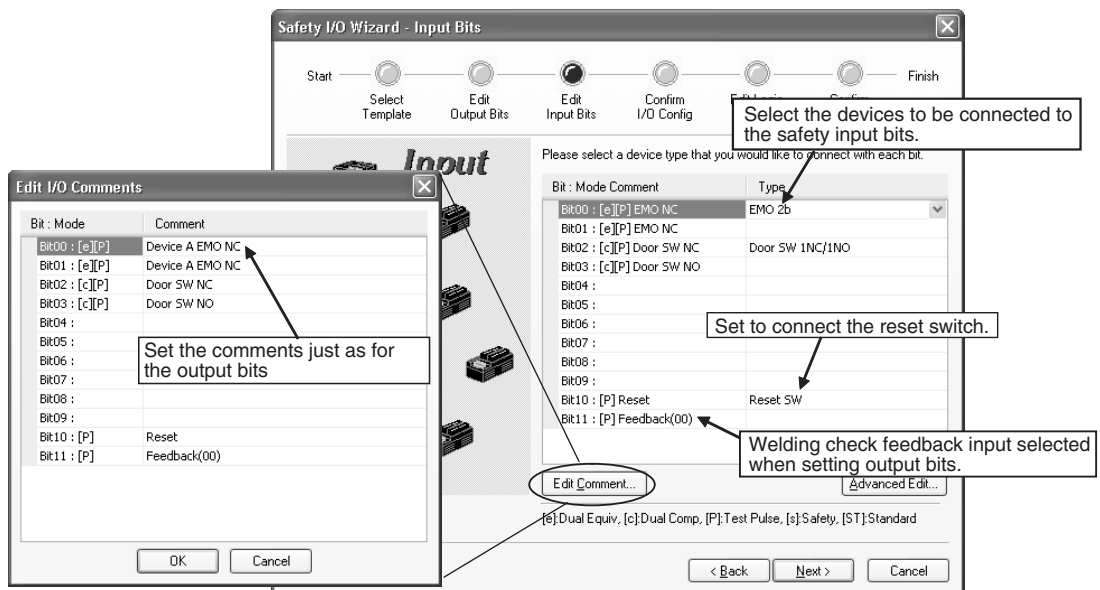 Safety I/O Wizard - Input Bits
Start
Finish
Select
Template
Edit
Output Bits
Edit
Input Bits
Confirm
I/O Config
Select the devices to be connected to
the safety input bits.
Input
Please select a device type that you would like to connect with each bit.
Bit : Mode Comment Type
Bit00 : [e][P] EMO NC EMO 2b
Bit01 : [e][P] EMO NC
Bit02 : [c][P] Door SW NC Door SW 1NC/1NO
Bit03 : [c][P] Door SW NO
Bit04 :
Bit05 :
Bit06 :
Bit07 :
Bit08 :
Bit09 :
Bit10 : [P] Reset Reset SW
Bit11 : [P] Feedback(00)
Set to connect the reset switch.
Welding check feedback input selected
when setting output bits.
Edit Comment...
Advanced Edit...
[e]:Dual Equiv, [c]:Dual Comp, [P]:Test Pulse, [s]:Safety, [ST]:Standard
< Back
Next >
Cancel
Edit I/O Comments
Bit : Mode Comment
Bit00 : [e][P] Device A EMO NC
Bit01 : [e][P] Device A EMO NC
Bit02 : [c][P] Door SW NC
Bit03 : [c][P] Door SW NO
Bit04 :
Bit05 :
Bit06 :
Bit07 :
Bit08 :
Bit09 :
Bit10 : [P] Reset
Bit11 : [P] Feedback(00)
Set the comments just as for
the output bits
OK
Cancel